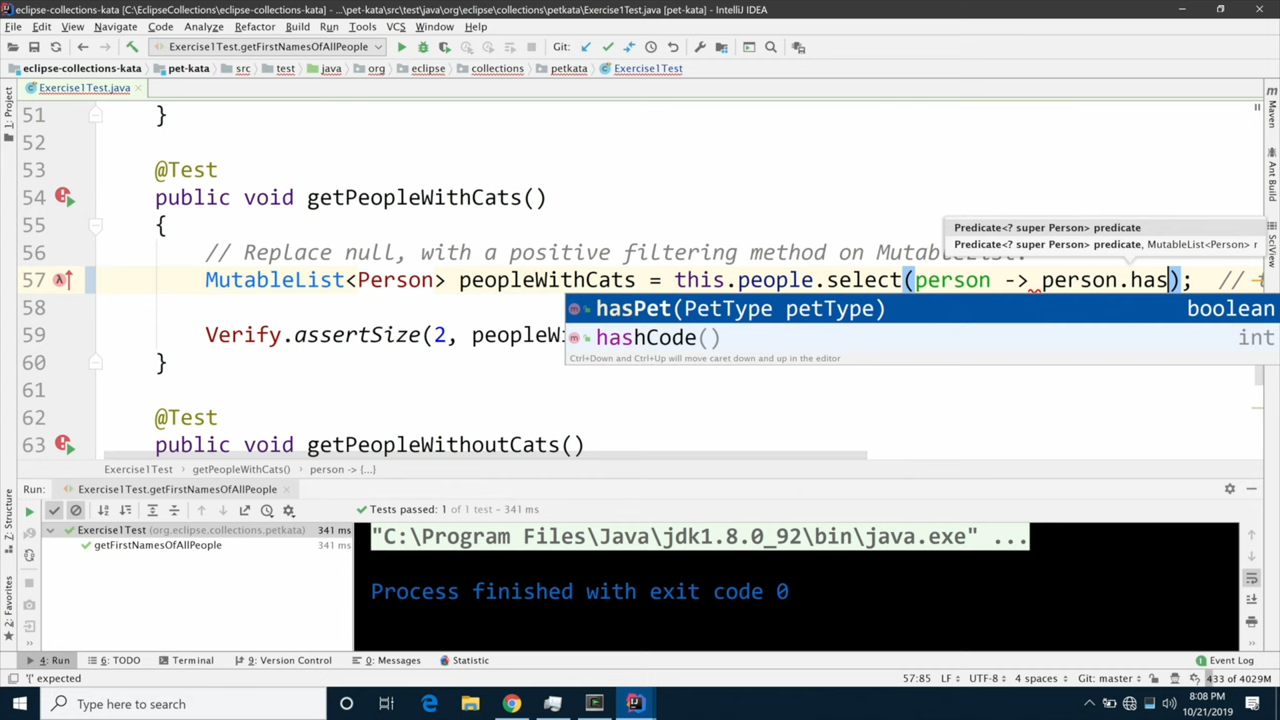 eclipse-collections-kata [C:\EclipseCollections\eclipse-collections-kata] - ...\pet-kata\src\test\java\org\eclipse\collections\petkata\Exercise1Test.java [pet-kata] - IntelliJ IDEA
File Edit View Navigate Code Analyze Refactor Build Run Tools VCS Window Help
Exercise1Test.getFirstNamesOfAllPeople Git:
eclipse-collections-kata pet-kata src test java org eclipse collections petkata Exercise1Test
Exercise1Test.java
1: Project
Maven
Ant Build
SciView
51 }
52
53 @Test
54 public void getPeopleWithCats()
55 {
Predicate<? super Person> predicate
Predicate<? super Person> predicate, MutableList<Person> r
56 // Replace null, with a positive filtering method on MutableList.
57 MutableList<Person> peopleWithCats = this.people.select(person -> person.has); //
58
hasPet(PetType petType) boolean
hashCode() int
Ctrl+Down and Ctrl+Up will move caret down and up in the editor
59 Verify.assertSize(2, peopleWi
60 }
61
62 @Test
63 public void getPeopleWithoutCats()
Exercise1Test getPeopleWithCats() person -> {...}
Run: Exercise1Test.getFirstNamesOfAllPeople
Tests passed: 1 of 1 test - 341 ms
Exercise1Test (org.eclipse.collections.petkata) 341 ms
getFirstNamesOfAllPeople 341 ms
"C:\Program Files\Java\jdk1.8.0_92\bin\java.exe" ...
Process finished with exit code 0
7: Structure
2: Favorites
4: Run 6: TODO Terminal 9: Version Control 0: Messages Statistic Event Log
'{' expected 57:85 LF UTF-8 4 spaces Git: master 433 of 4029M
Type here to search
8:08 PM
10/21/2019